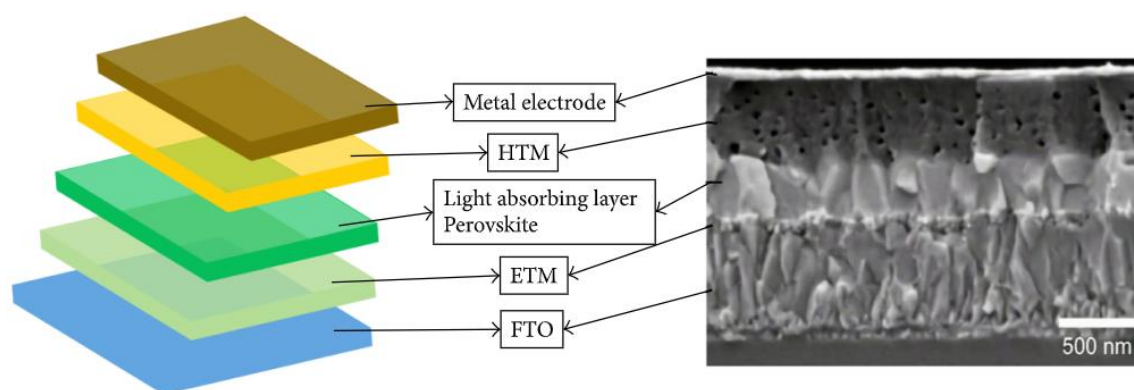 Metal electrode
HTM
Light absorbing layer
Perovskite
ETM
FTO
500 nm